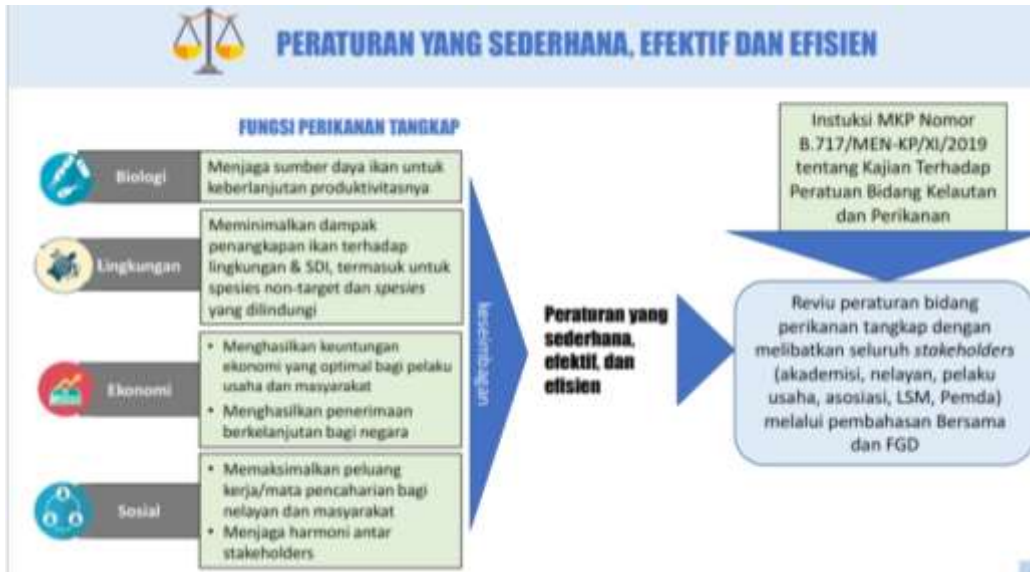 PERATURAN YANG SEDERHANA, EFEKTIF DAN EFISIEN
FUNGSI PERIKANAN TANGKAP
Biologi
Menjaga sumber daya ikan untuk
keberlanjutan produktivitasnya
Lingkungan
Meminimalkan dampak
penangkapan ikan terhadap
lingkungan & SDI, termasuk untuk
spesies non-target dan spesies
yang dilindungi
Ekonomi
• Menghasilkan keuntungan
ekonomi yang optimal bagi pelaku
usaha dan masyarakat
• Menghasilkan penerimaan
berkelanjutan bagi negara
Sosial
• Memaksimalkan peluang
kerja/mata pencaharian bagi
nelayan dan masyarakat
• Menjaga harmoni antar
stakeholders
keseimbagan
Peraturan yang
sederhana,
efektif, dan
efisien
Instuksi MKP Nomor
B.717/MEN-KP/XI/2019
tentang Kajian Terhadap
Peratuan Bidang Kelautan
dan Perikanan
Reviu peraturan bidang
perikanan tangkap dengan
melibatkan seluruh stakeholders
(akademisi, nelayan, pelaku
usaha, asosiasi, LSM, Pemda)
melalui pembahasan Bersama
dan FGD